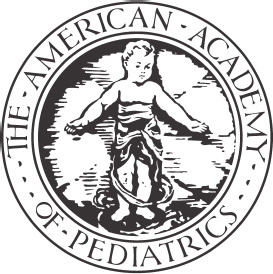 · THE · AMERICAN · ACADEMY · OF · PEDIATRICS ·